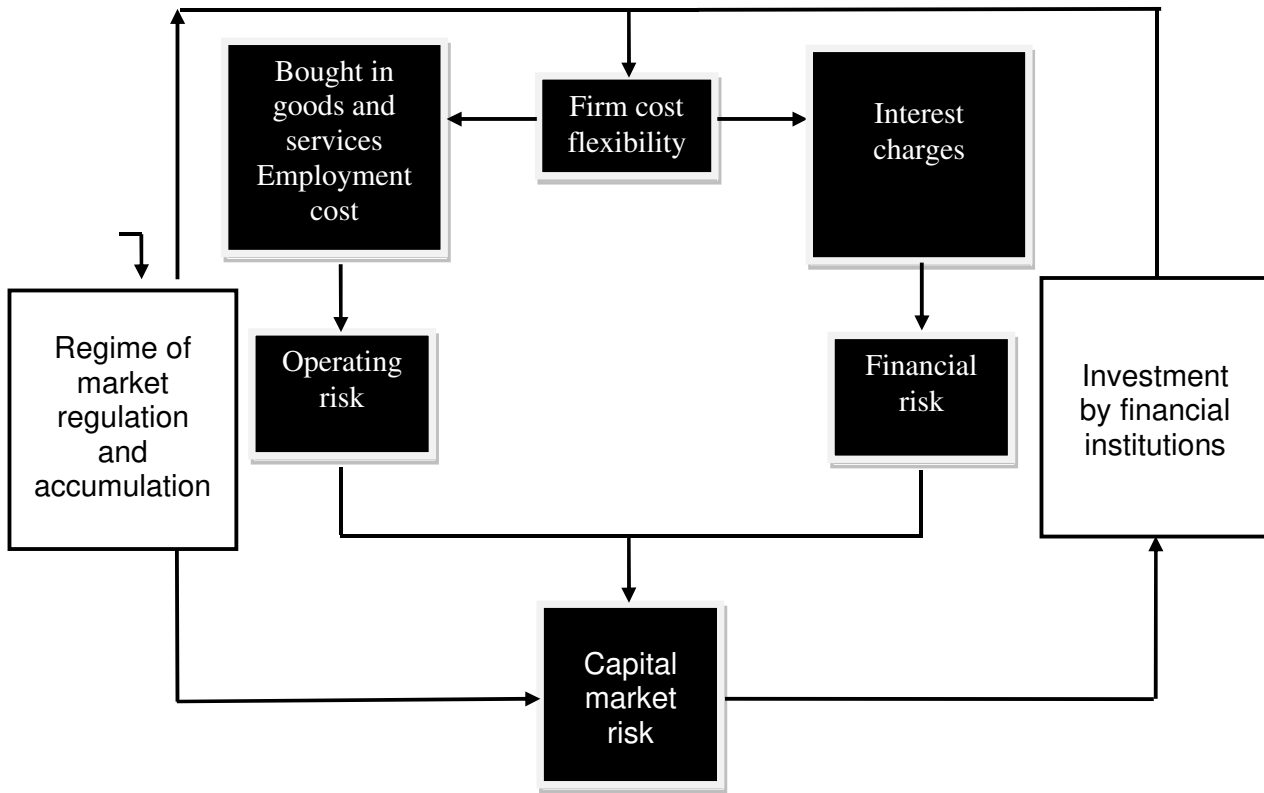 Bought in
goods and
services
Employment
cost
Firm cost
flexibility
Interest
charges
Regime of
market
regulation
and
accumulation
Operating
risk
Financial
risk
Investment
by financial
institutions
Capital
market
risk